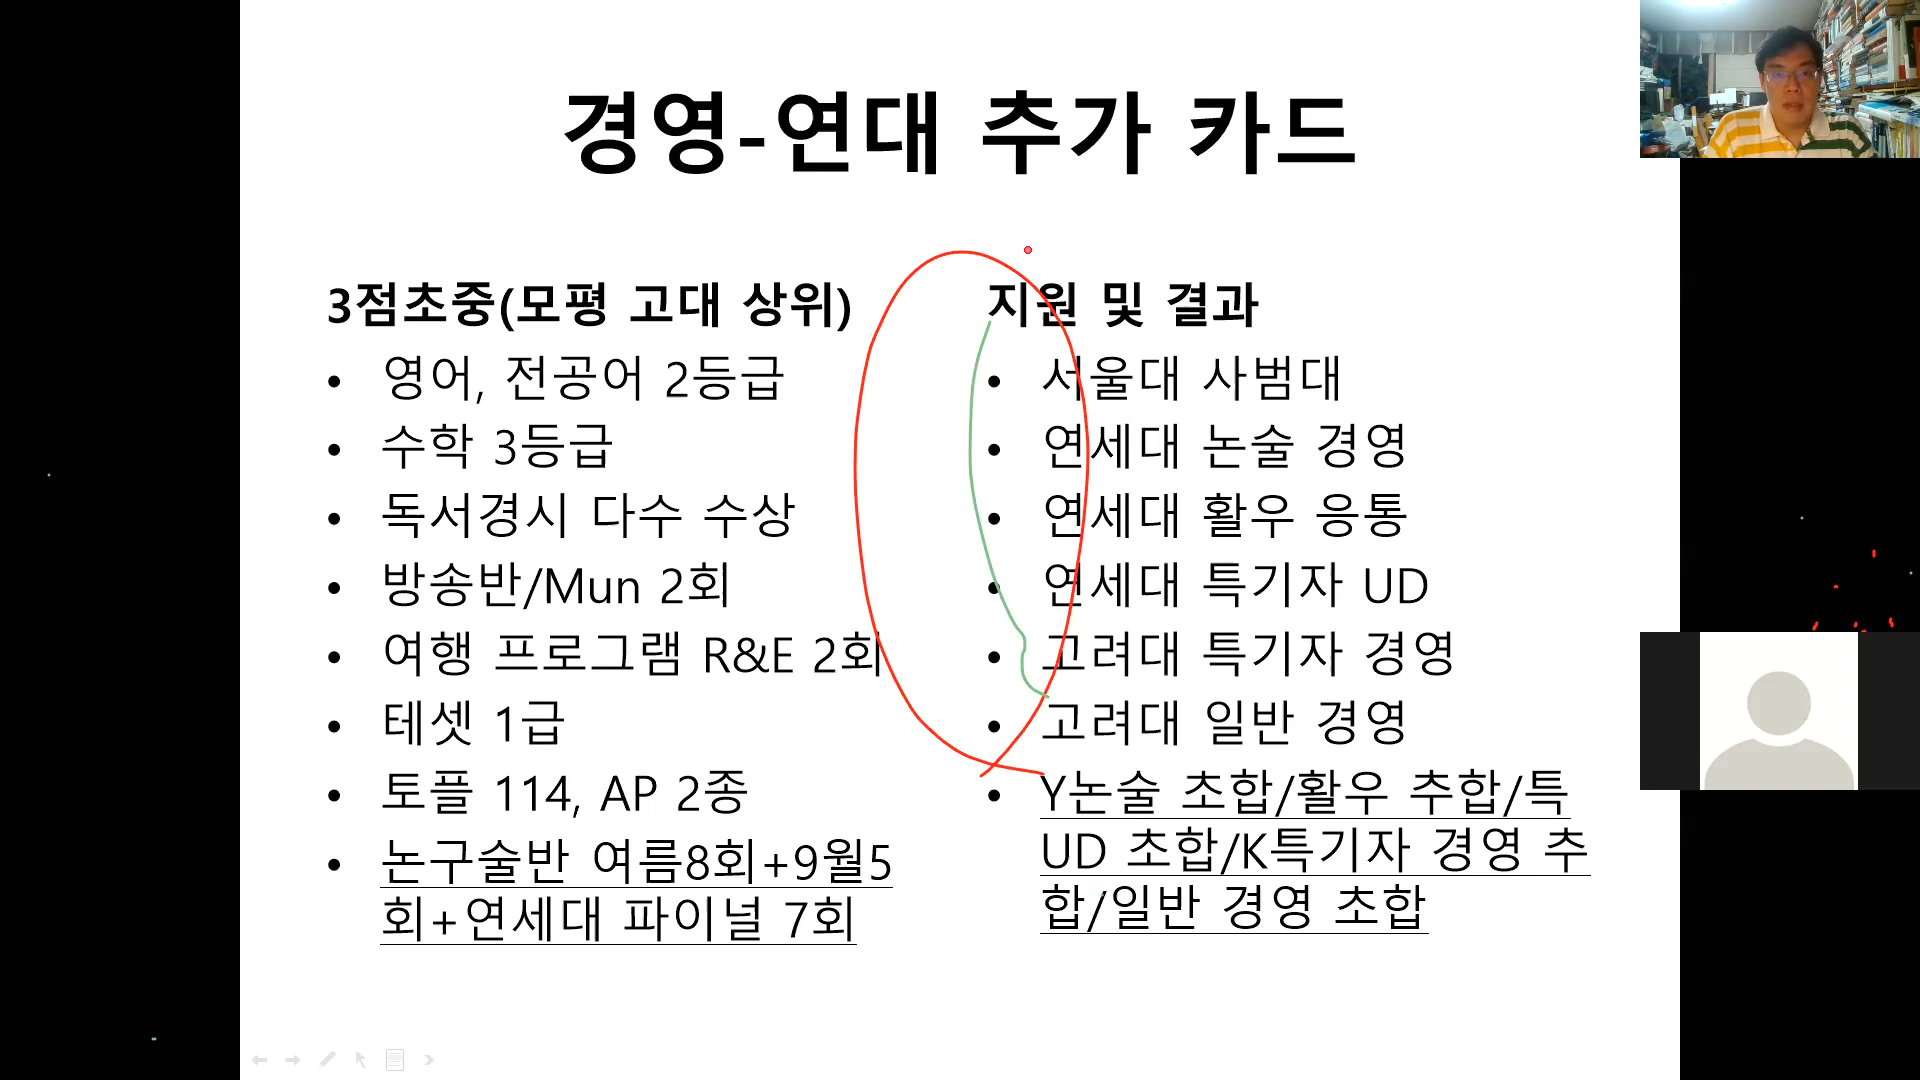 경영-연대 추가 카드
3점초중(모평 고대 상위)
• 영어, 전공어 2등급
• 수학 3등급
• 독서경시 다수 수상
• 방송반/Mun 2회
• 여행 프로그램 R&E 2회
• 테셋 1급
• 토플 114, AP 2종
• 논구술반 여름8회+9월5
회+연세대 파이널 7회
지원 및 결과
• 서울대 사범대
• 연세대 논술 경영
• 연세대 활우 응통
• 연세대 특기자 UD
• 고려대 특기자 경영
• 고려대 일반 경영
• Y논술 초합/활우 추합/특
UD 초합/K특기자 경영 추
합/일반 경영 초합